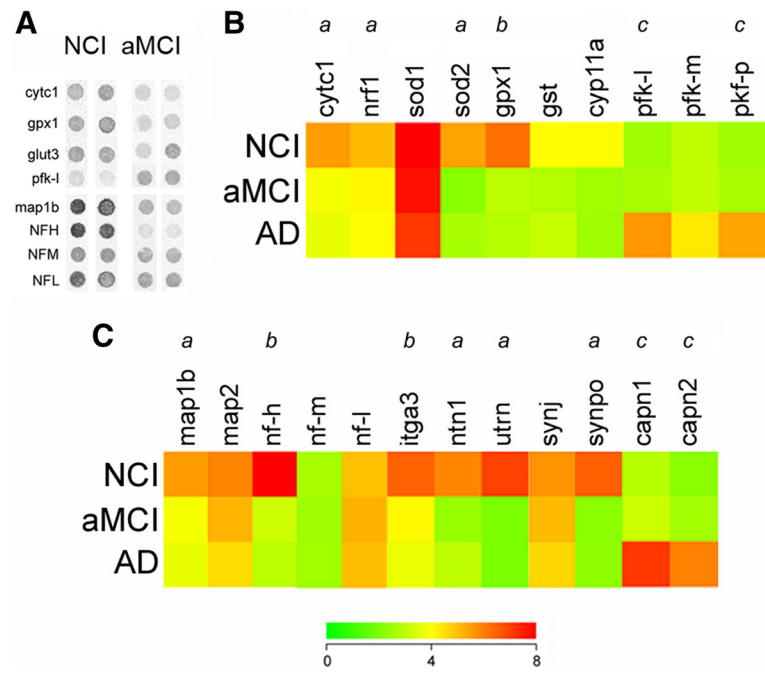 A
NCI aMCI
cytc1
gpx1
glut3
pfk-l
map1b
NFH
NFM
NFL
B
a a a b c c
cytc1 nrf1 sod1 sod2 gpx1 gst cyp11a pfk-l pfk-m pkf-p
NCI
aMCI
AD
C
a b b a a a c c
map1b map2 nf-h nf-m nf-l itga3 ntn1 utrn synj synpo capn1 capn2
NCI
aMCI
AD
0 4 8